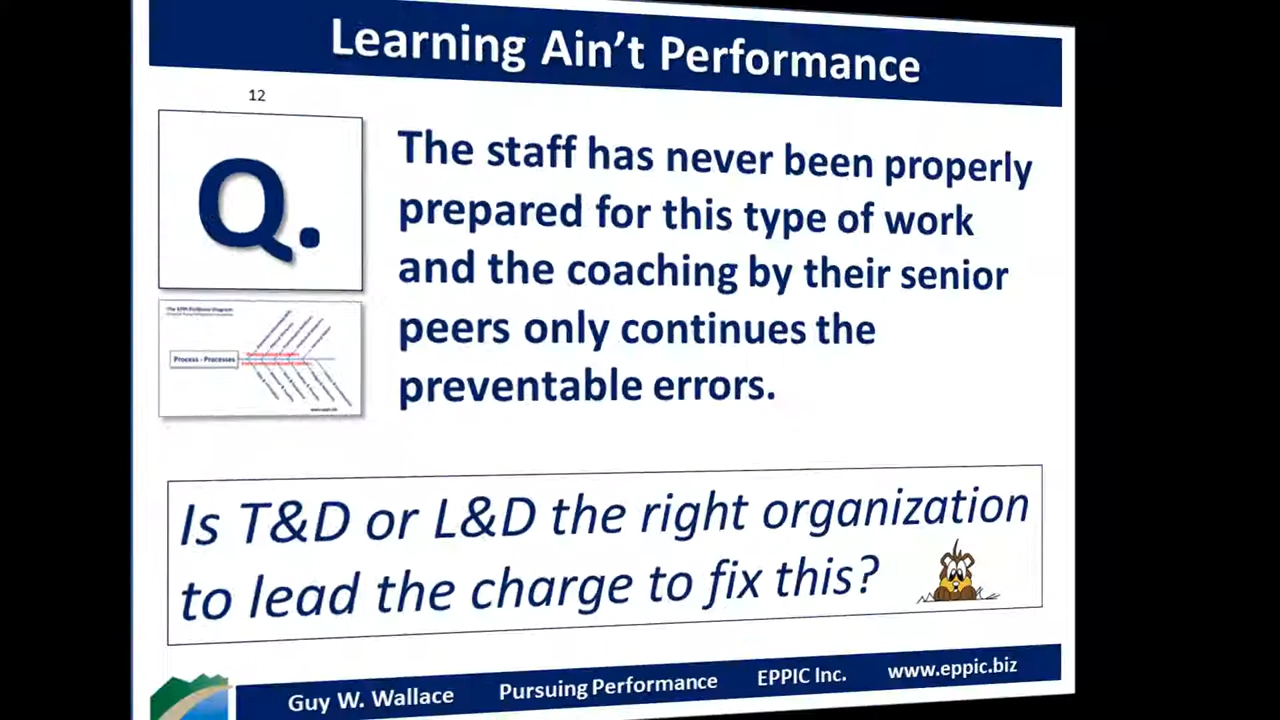 Learning Ain't Performance
12
Q.
The staff has never been properly
prepared for this type of work
and the coaching by their senior
peers only continues the
preventable errors.
Process - Processes
Is T&D or L&D the right organization
to lead the charge to fix this?
Guy W. Wallace Pursuing Performance EPPIC Inc. www.eppic.biz